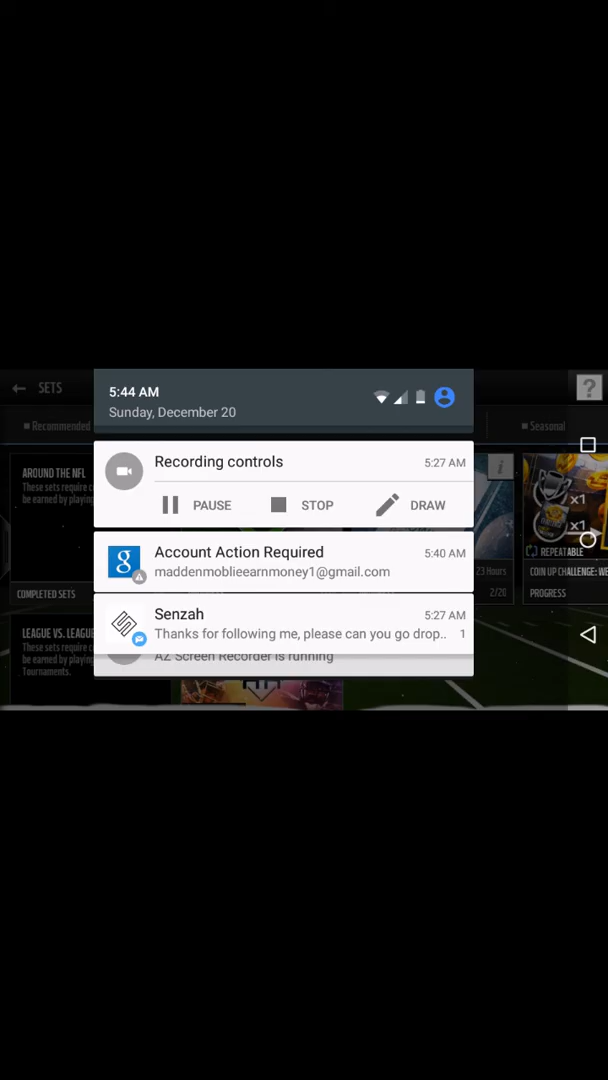 5:44 AM
Sunday, December 20
SETS
?
Recommended
Seasonal
Recording controls
5:27 AM
PAUSE
STOP
DRAW
AROUND THE NFL
These sets require c
be earned by playing
x1
x1
REPEATABLE
Account Action Required
5:40 AM
maddenmoblieearnmoney1@gmail.com
23 Hours
COIN UP CHALLENGE: WE
COMPLETED SETS
2/20
PROGRESS
Senzah
5:27 AM
Thanks for following me, please can you go drop..
1
AZ Screen Recorder is running
LEAGUE VS. LEAGU
These sets require c
be earned by playing
Tournaments.